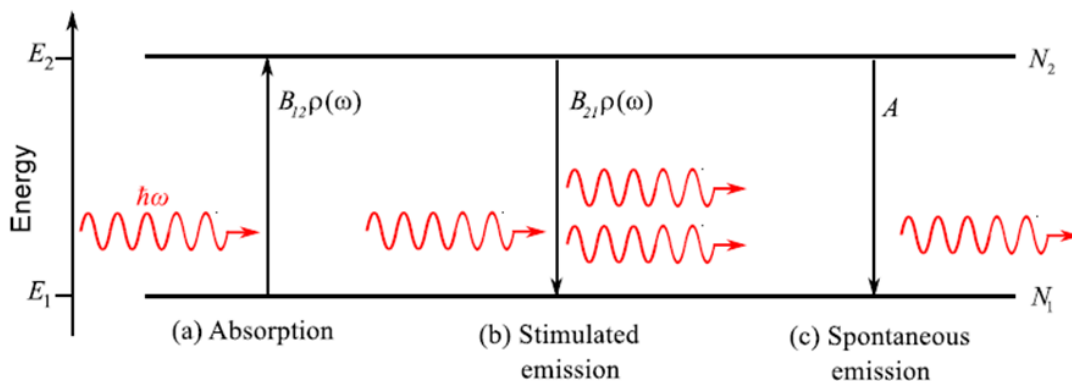 E₂
N₂
B₁₂ρ(ω)
B₂₁ρ(ω)
A
Energy
ħω
E₁
N₁
(a) Absorption
(b) Stimulated
emission
(c) Spontaneous
emission